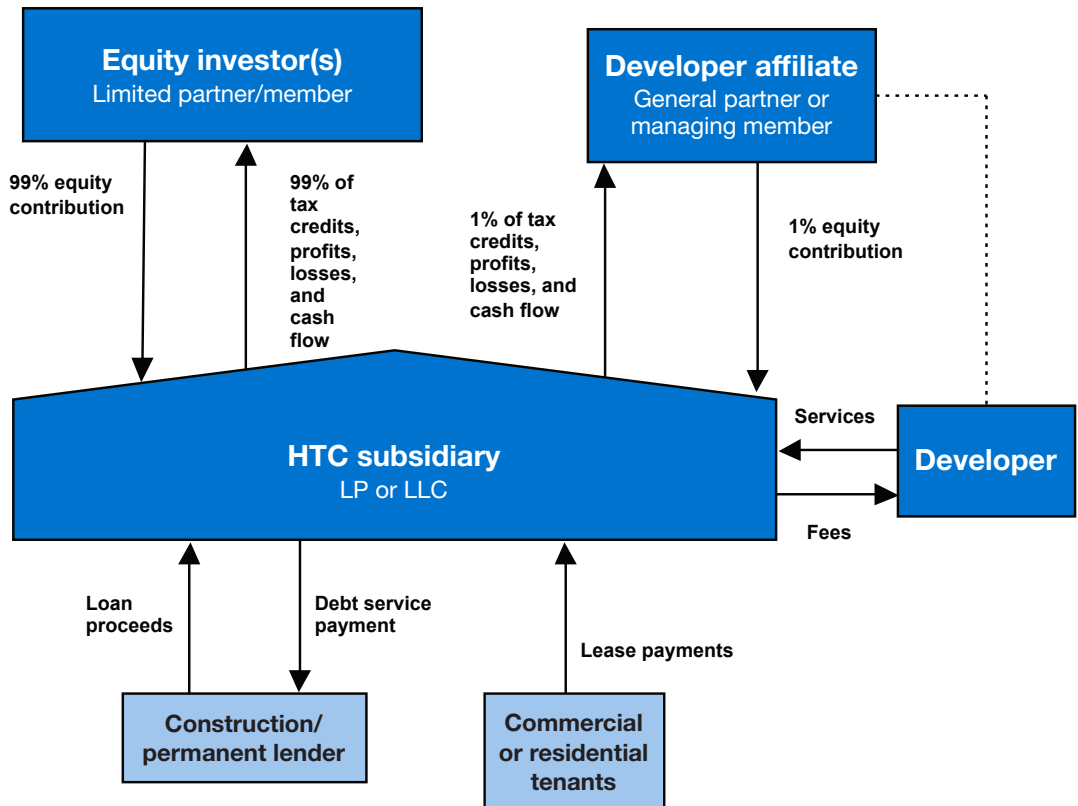 Equity investor(s)
Limited partner/member
Developer affiliate
General partner or
managing member
99% equity
contribution
99% of
tax
credits,
profits,
losses,
and
cash
flow
1% of tax
credits,
profits,
losses, and
cash flow
1% equity
contribution
HTC subsidiary
LP or LLC
Services
Developer
Fees
Loan
proceeds
Debt service
payment
Lease payments
Construction/
permanent lender
Commercial
or residential
tenants